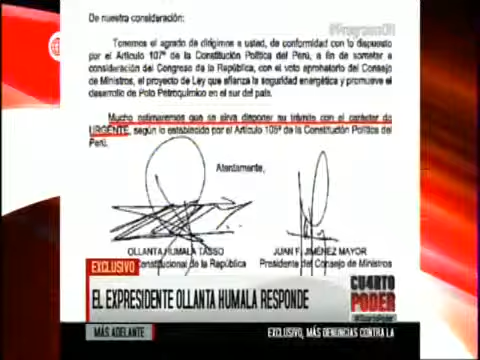 De nuestra consideración:
#ProgramaON
Tenemos el agrado de dirigirnos a usted, de conformidad con lo dispuesto
por el Artículo 107º de la Constitución Política del Perú, a fin de someter a
consideración del Congreso de la República, con el voto aprobatorio del Consejo
de Ministros, el proyecto de Ley que afianza la seguridad energética y promueve el
desarrollo de Polo Petroquímico en el sur del país.
Mucho estimaremos que se sirva disponer su trámite con el carácter de
URGENTE, según lo establecido por el Artículo 105º de la Constitución Política del
Perú.
Atentamente,
OLLANTA HUMALA TASSO
JUAN F. JIMÉNEZ MAYOR
Constitucional de la República
Presidente del Consejo de Ministros
EXCLUSIVO
EL EXPRESIDENTE OLLANTA HUMALA RESPONDE
CUARTO
PODER
#CuartoPoder
MÁS ADELANTE
EXCLUSIVO, MÁS DENUNCIAS CONTRA LA